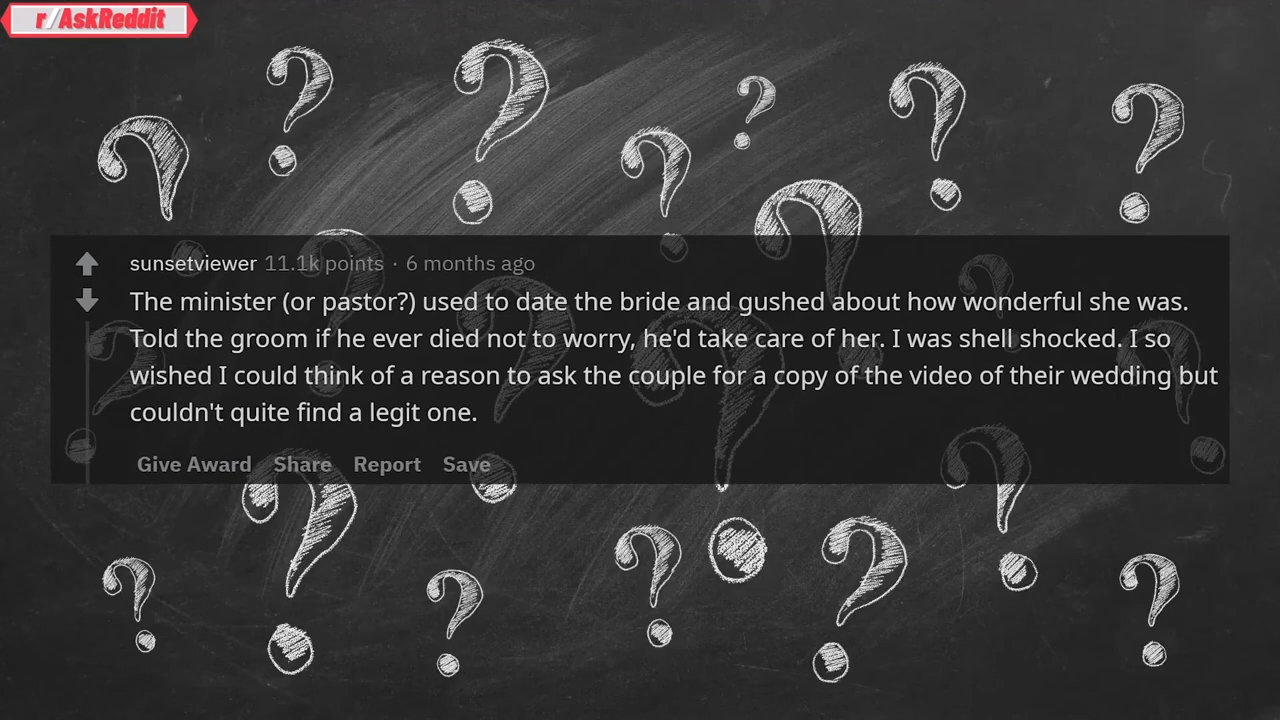 r/AskReddit
sunsetviewer 11.1k points · 6 months ago
The minister (or pastor?) used to date the bride and gushed about how wonderful she was.
Told the groom if he ever died not to worry, he'd take care of her. I was shell shocked. I so
wished I could think of a reason to ask the couple for a copy of the video of their wedding but
couldn't quite find a legit one.
Give Award Share Report Save